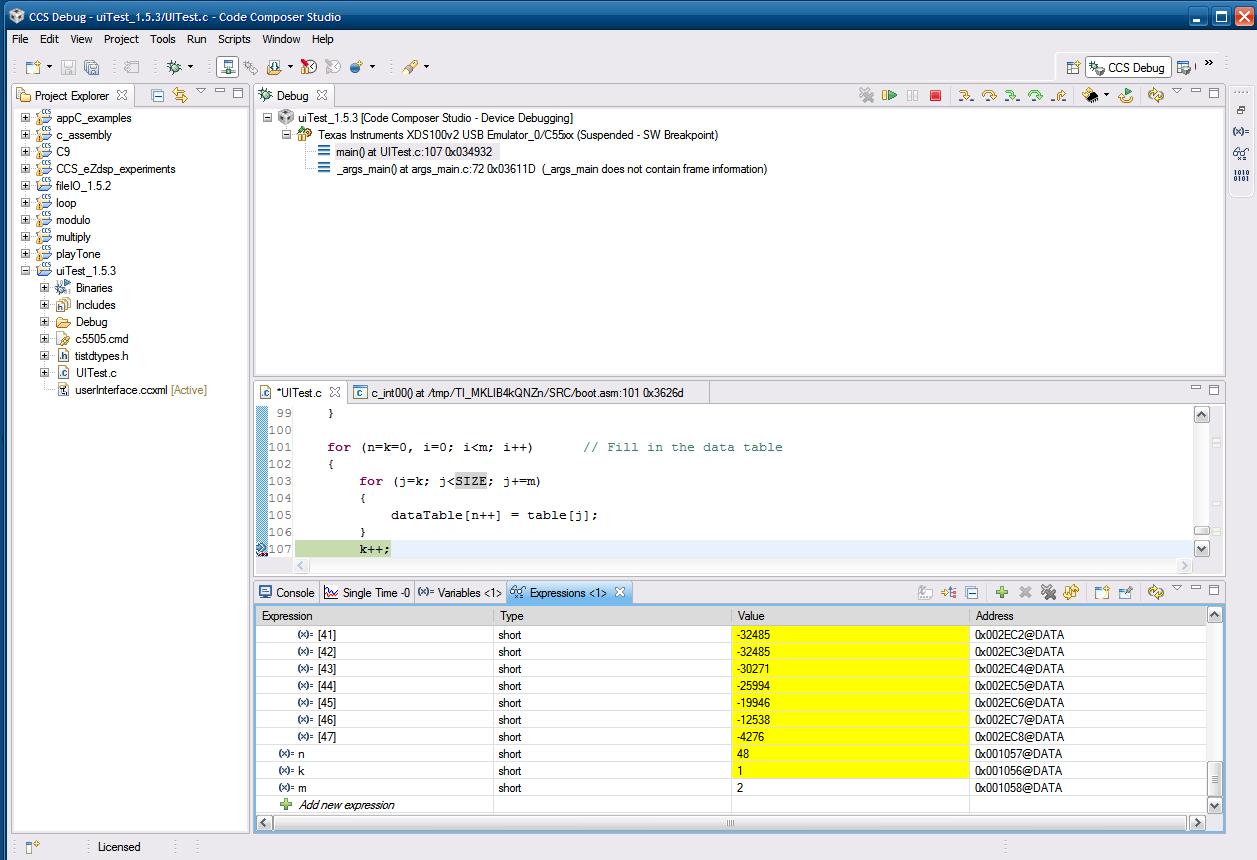 CCS Debug - uiTest_1.5.3/UITest.c - Code Composer Studio
File Edit View Project Tools Run Scripts Window Help
CCS Debug
Project Explorer
appC_examples
c_assembly
C9
CCS_eZdsp_experiments
fileIO_1.5.2
loop
modulo
multiply
playTone
uiTest_1.5.3
Binaries
Includes
Debug
c5505.cmd
tistdtypes.h
UITest.c
userInterface.ccxml [Active]
Debug
uiTest_1.5.3 [Code Composer Studio - Device Debugging]
Texas Instruments XDS100v2 USB Emulator_0/C55xx (Suspended - SW Breakpoint)
main() at UITest.c:107 0x034932
_args_main() at args_main.c:72 0x03611D (_args_main does not contain frame information)
*UITest.c c_int00() at /tmp/TI_MKLIB4kQNZn/SRC/boot.asm:101 0x3626d
99 }
100
101 for (n=k=0, i=0; i<m; i++) // Fill in the data table
102 {
103 for (j=k; j<SIZE; j+=m)
104 {
105 dataTable[n++] = table[j];
106 }
107 k++;
Console Single Time -0 (x)= Variables <1> Expressions <1>
Expression Type Value Address
(x)= [41] short -32485 0x002EC2@DATA
(x)= [42] short -32485 0x002EC3@DATA
(x)= [43] short -30271 0x002EC4@DATA
(x)= [44] short -25994 0x002EC5@DATA
(x)= [45] short -19946 0x002EC6@DATA
(x)= [46] short -12538 0x002EC7@DATA
(x)= [47] short -4276 0x002EC8@DATA
(x)= n short 48 0x001057@DATA
(x)= k short 1 0x001056@DATA
(x)= m short 2 0x001058@DATA
Add new expression
Licensed